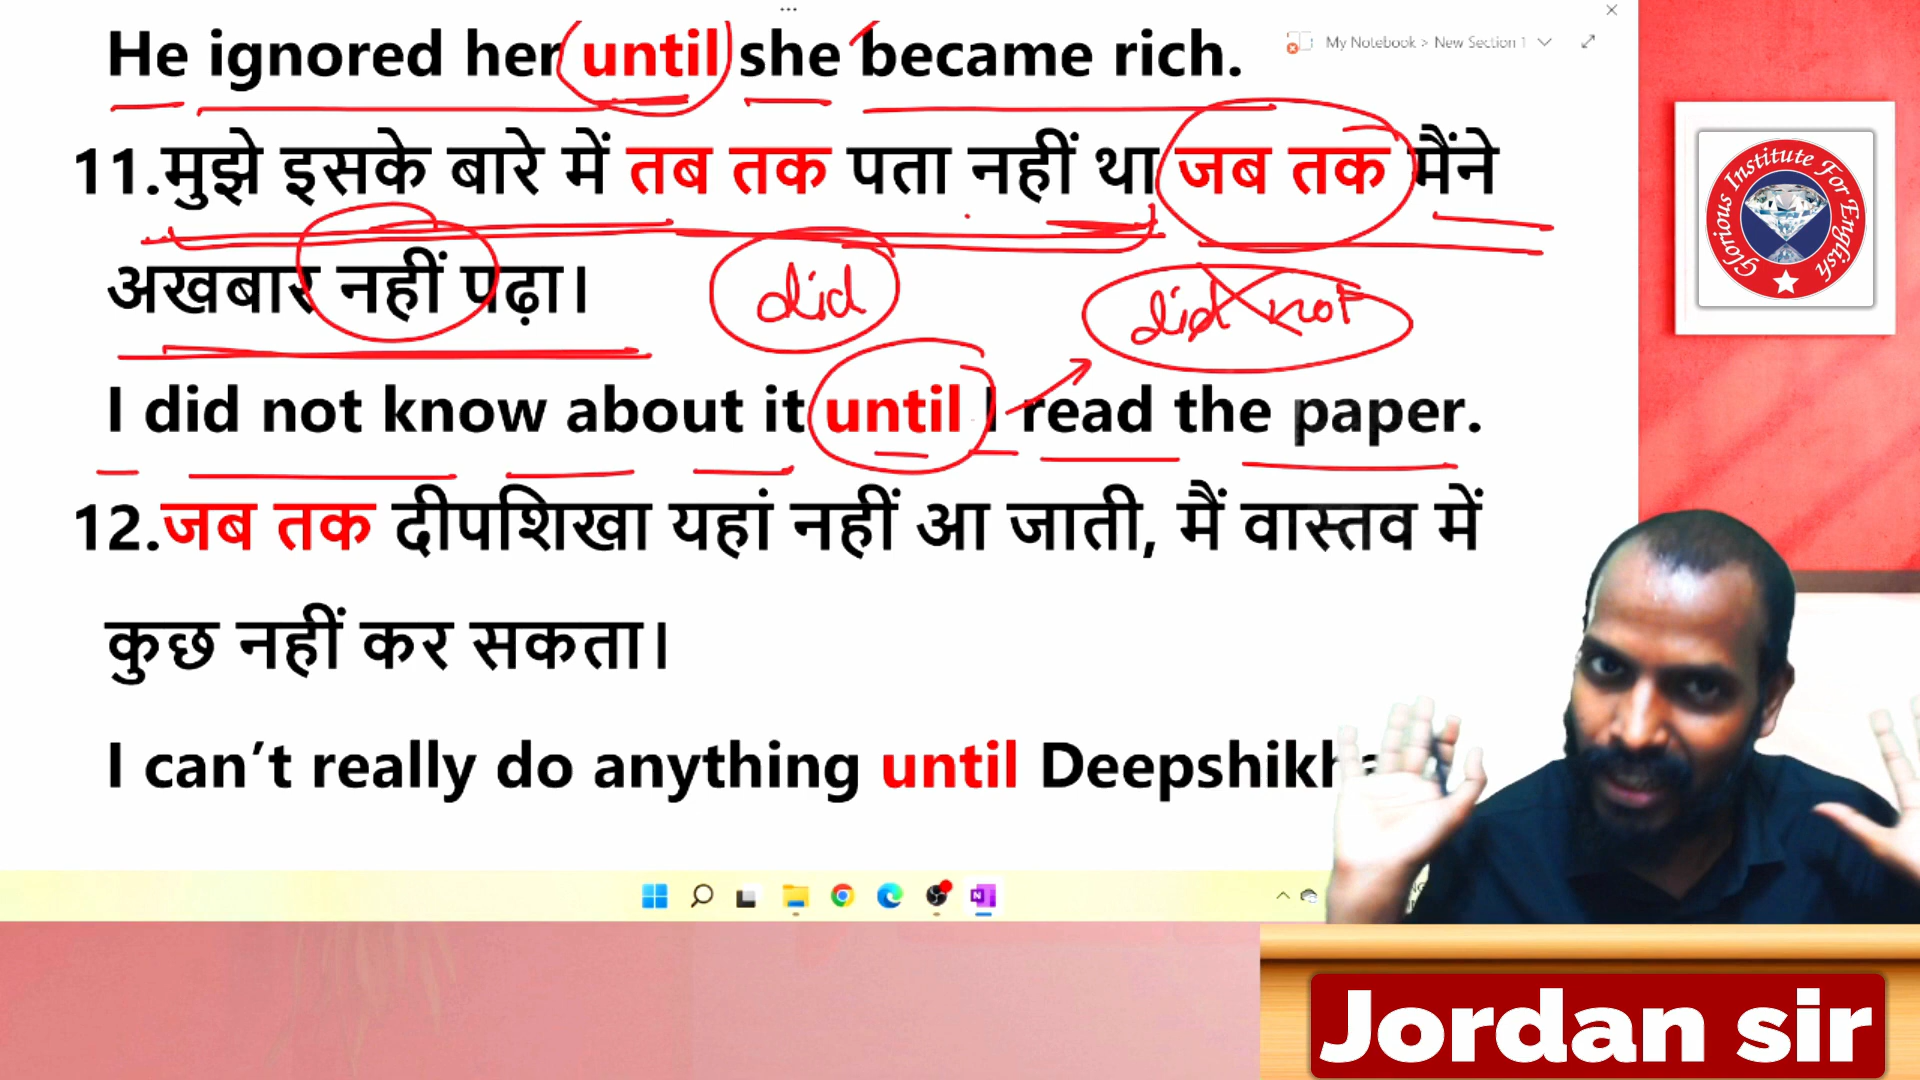 He ignored her until she became rich.
My Notebook > New Section 1
11.मुझे इसके बारे में तब तक पता नहीं था जब तक मैंने
अखबार नहीं पढ़ा।
did
did not
I did not know about it until I read the paper.
12.जब तक दीपशिखा यहां नहीं आ जाती, मैं वास्तव में
कुछ नहीं कर सकता।
I can’t really do anything until
Glorious Institute For English
Jordan sir